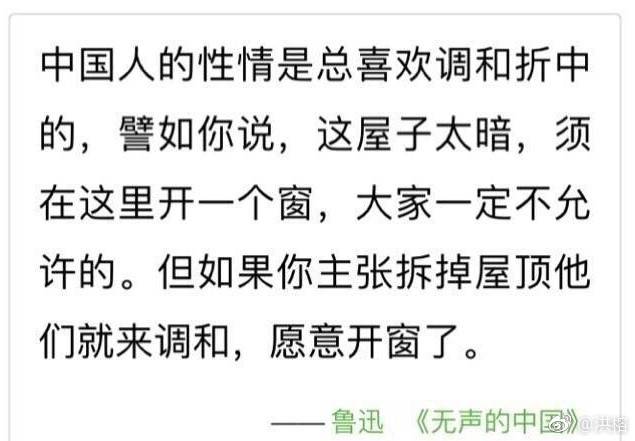 中国人的性情是总喜欢调和折中
的，譬如你说，这屋子太暗，须
在这里开一个窗，大家一定不允
许的。但如果你主张拆掉屋顶他
们就来调和，愿意开窗了。
—— 鲁迅 《无声的中国》
@洪榕